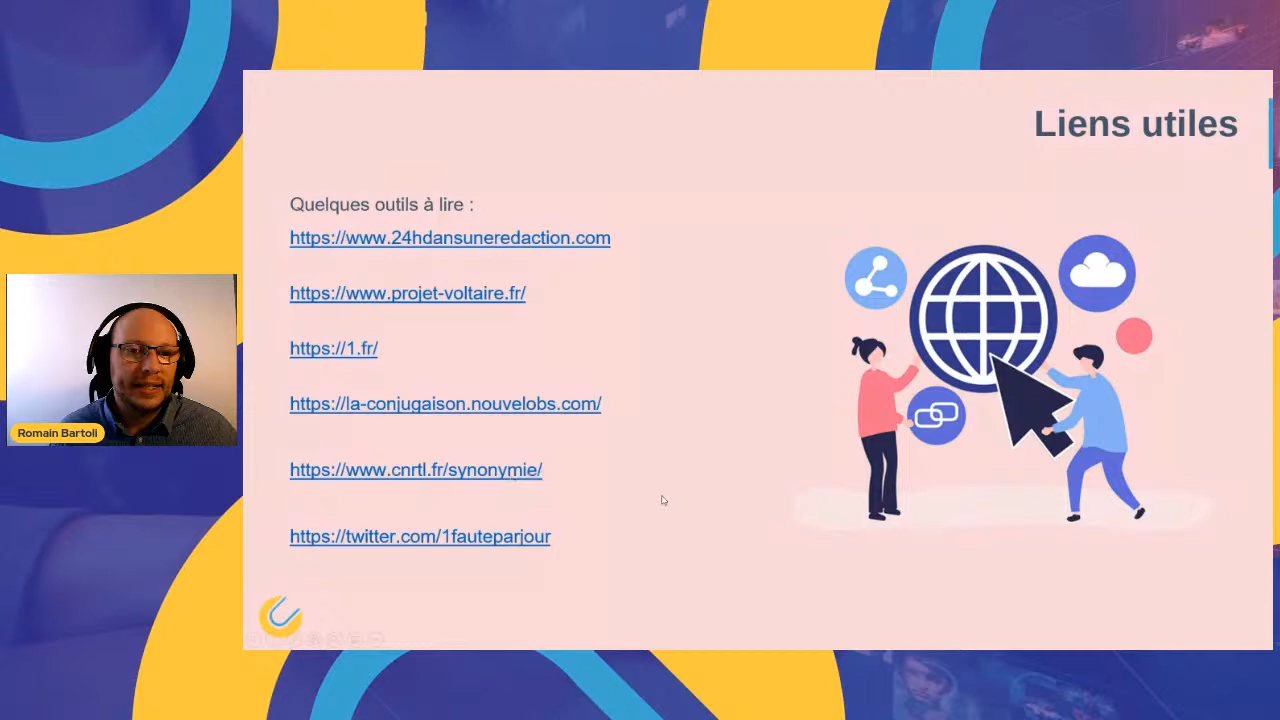 Liens utiles
Quelques outils à lire :
https://www.24hdansuneredaction.com
https://www.projet-voltaire.fr/
https://1.fr/
https://la-conjugaison.nouvelobs.com/
https://www.cnrtl.fr/synonymie/
https://twitter.com/1fauteparjour
Romain Bartoli